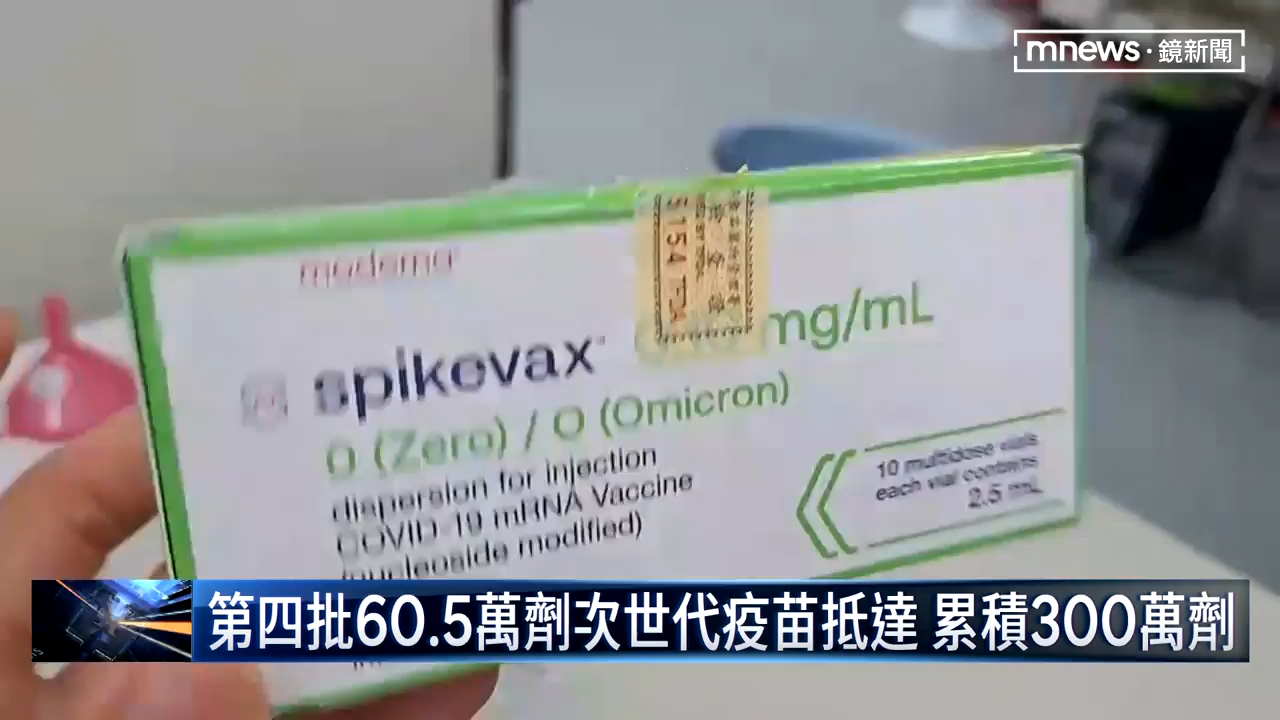 mnews·鏡新聞
moderna
spikevax
mg/mL
0 (Zero) / O (Omicron)
dispersion for injection
COVID-19 mRNA Vaccine
(nucleoside modified)
10 multidose vials
each vial contains
2.5 mL
第四批60.5萬劑次世代疫苗抵達 累積300萬劑